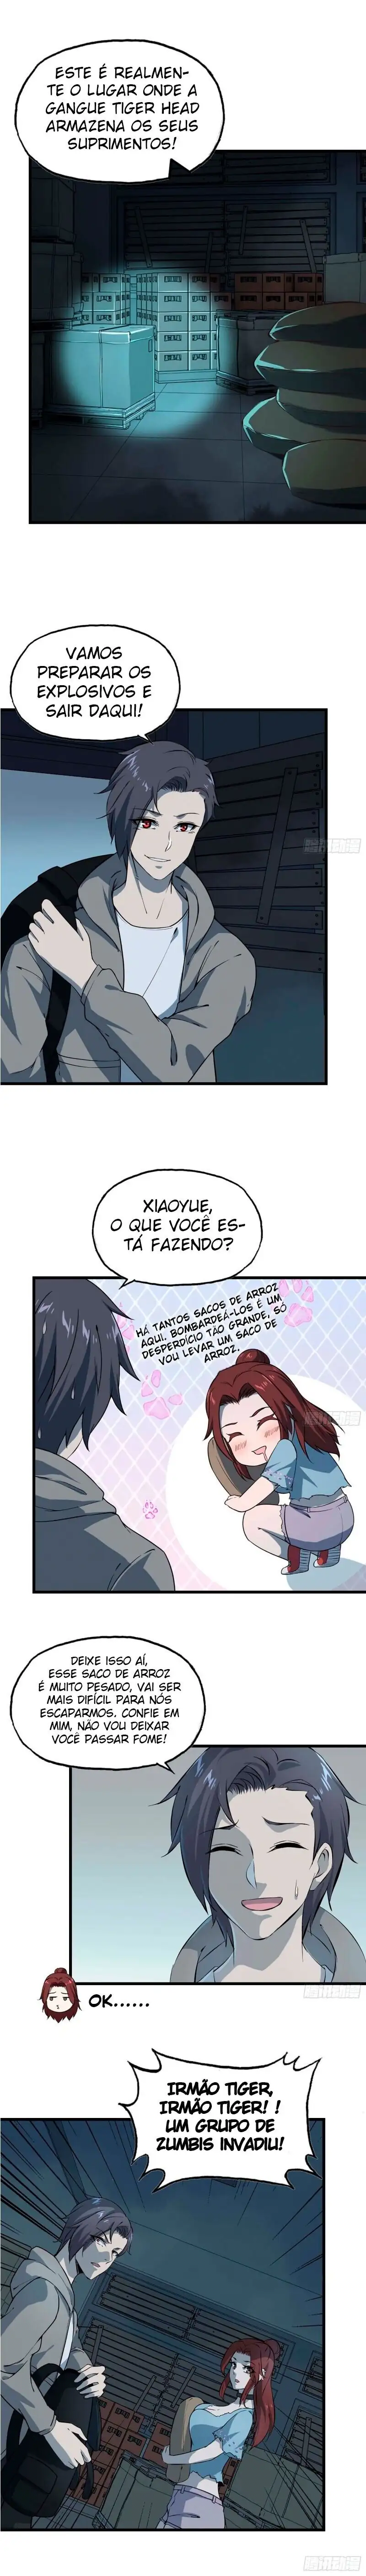 ESTE É REALMEN-
TE O LUGAR ONDE A
GANGUE TIGER HEAD
ARMAZENA OS SEUS
SUPRIMENTOS!
VAMOS
PREPARAR OS
EXPLOSIVOS E
SAIR DAQUI!
XIAOYUE,
O QUE VOCÊ ES-
TÁ FAZENDO?
HÁ TANTOS SACOS DE ARROZ
AQUI. BOMBARDEÁ-LOS É UM
DESPERDÍCIO TÃO GRANDE, SÓ
VOU LEVAR UM SACO DE
ARROZ.
DEIXE ISSO AÍ,
ESSE SACO DE ARROZ
É MUITO PESADO, VAI SER
MAIS DIFÍCIL PARA NÓS
ESCAPARMOS. CONFIE EM
MIM, NÃO VOU DEIXAR
VOCÊ PASSAR FOME!
OK......
IRMÃO TIGER,
IRMÃO TIGER! !
UM GRUPO DE
ZUMBIS INVADIU!